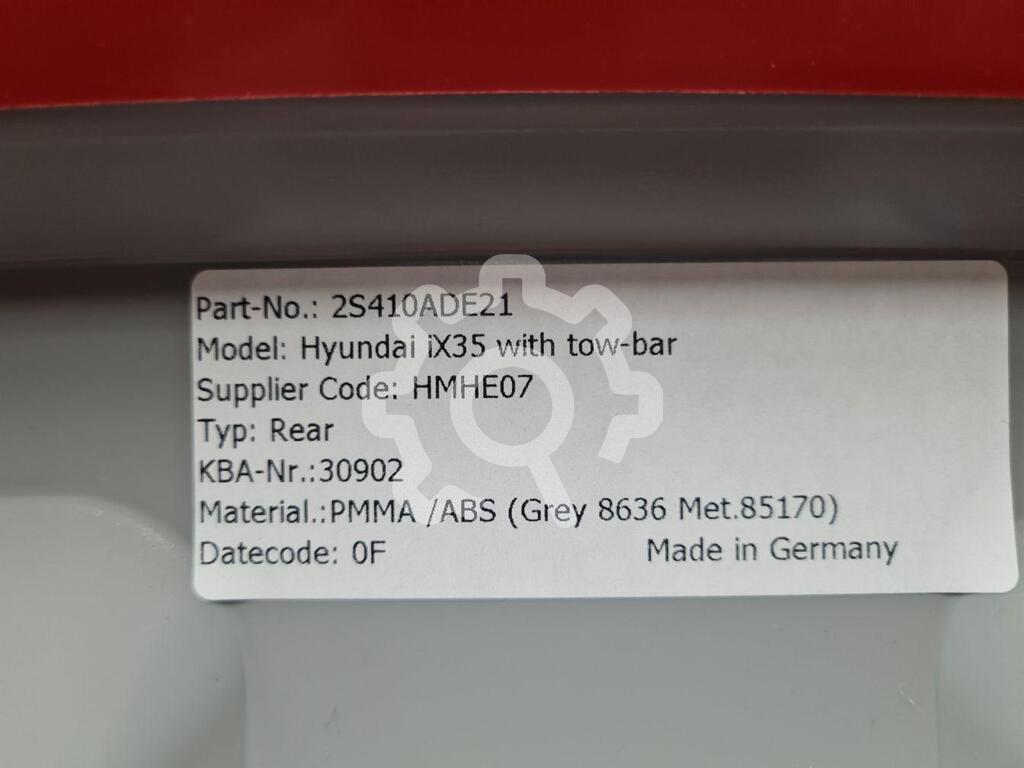 Part-No.: 2S410ADE21
Model: Hyundai iX35 with tow-bar
Supplier Code: HMHE07
Typ: Rear
KBA-Nr.:30902
Material.:PMMA /ABS (Grey 8636 Met.85170)
Datecode: 0F Made in Germany